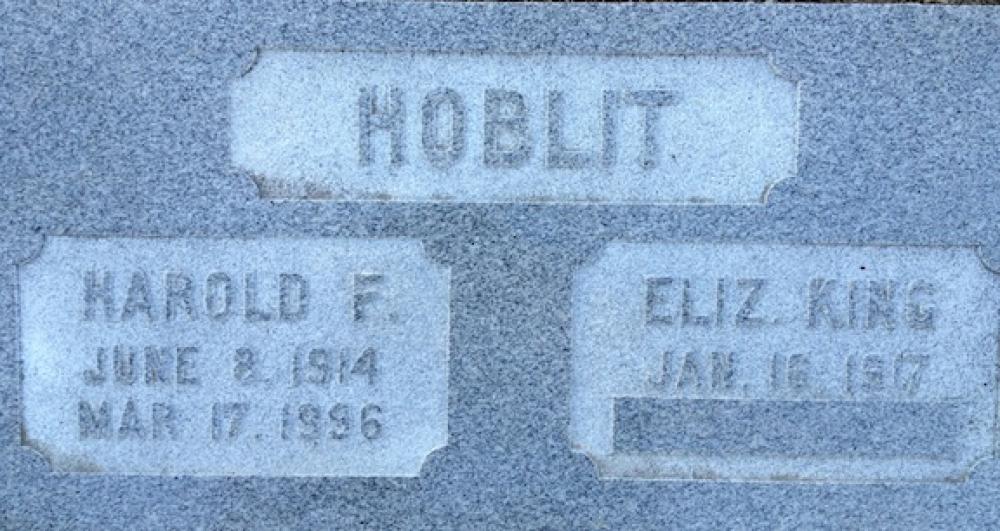 HOBLIT
HAROLD F.
JUNE 8, 1914
MAR 17, 1996
ELIZ. KING
JAN. 16, 1917